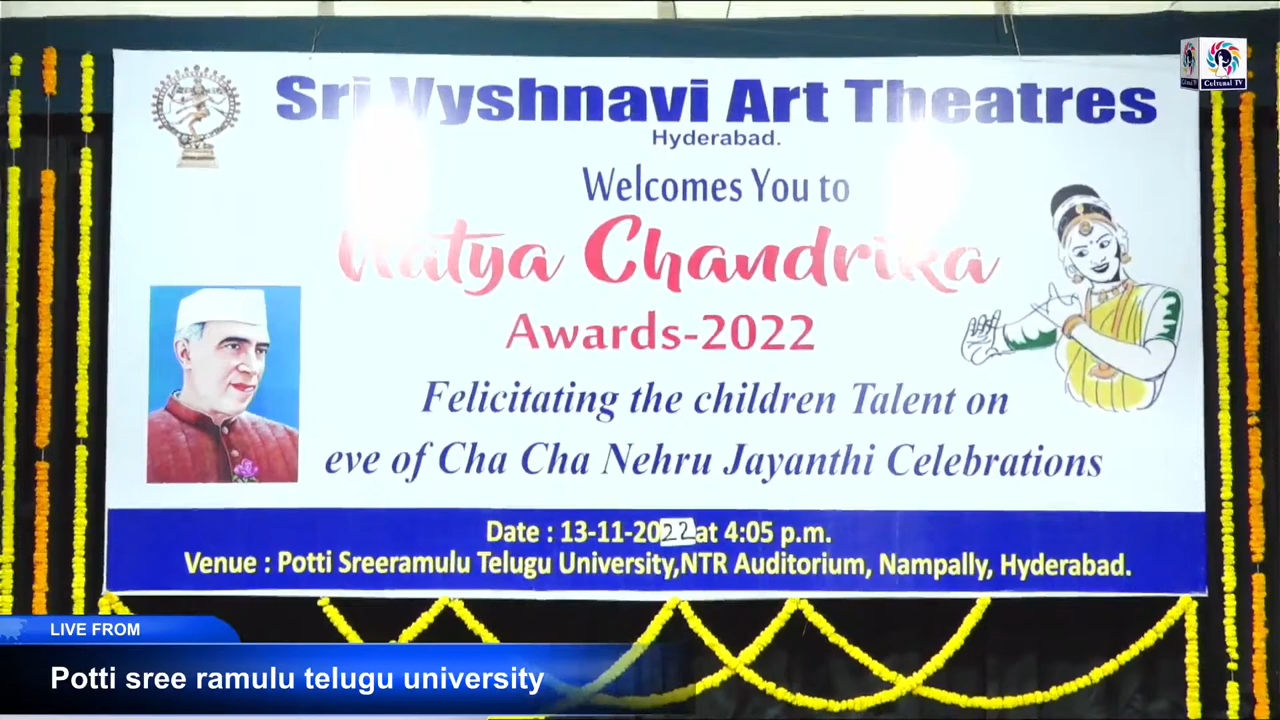 Sri Vyshnavi Art Theatres
Hyderabad.
Welcomes You to
Natya Chandrika
Awards-2022
Felicitating the children Talent on
eve of Cha Cha Nehru Jayanthi Celebrations
Date : 13-11-2022 at 4:05 p.m.
Venue : Potti Sreeramulu Telugu University,NTR Auditorium, Nampally, Hyderabad.
Cultural TV
LIVE FROM
Potti sree ramulu telugu university